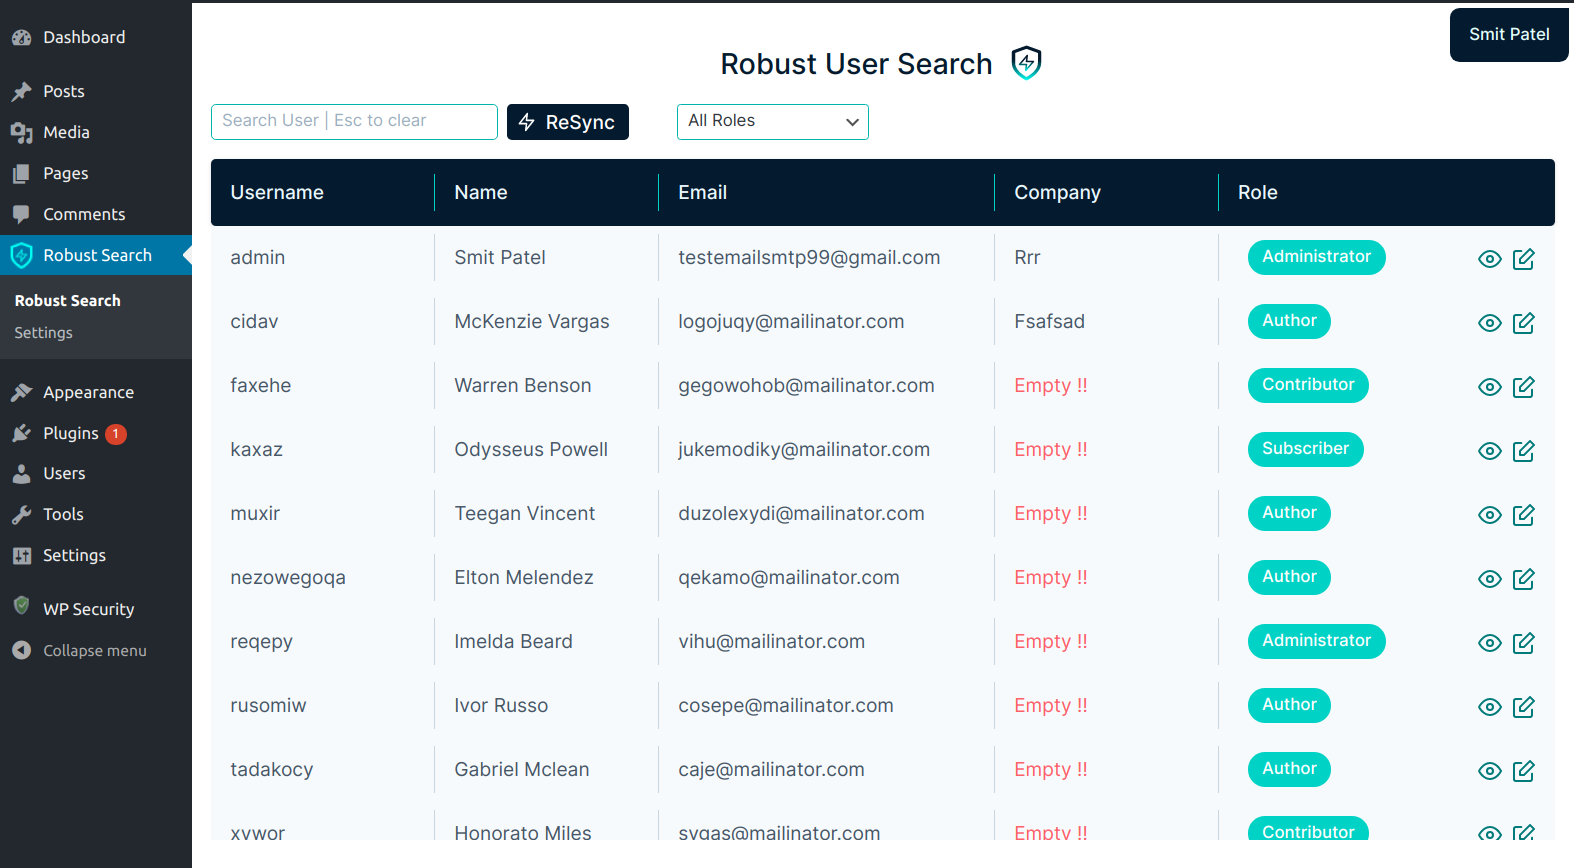 Dashboard
Posts
Media
Pages
Comments
Robust Search
Robust Search
Settings
Appearance
Plugins 1
Users
Tools
Settings
WP Security
Collapse menu
Smit Patel
Robust User Search
Search User | Esc to clear
ReSync
All Roles
Username Name Email Company Role
admin Smit Patel testemailsmtp99@gmail.com Rrr Administrator
cidav McKenzie Vargas logojuqy@mailinator.com Fsafsad Author
faxehe Warren Benson gegowohob@mailinator.com Empty !! Contributor
kaxaz Odysseus Powell jukemodiky@mailinator.com Empty !! Subscriber
muxir Teegan Vincent duzolexydi@mailinator.com Empty !! Author
nezowegoqa Elton Melendez qekamo@mailinator.com Empty !! Author
reqepy Imelda Beard vihu@mailinator.com Empty !! Administrator
rusomiw Ivor Russo cosepe@mailinator.com Empty !! Author
tadakocy Gabriel Mclean caje@mailinator.com Empty !! Author
xywor Honorato Miles syqas@mailinator.com Empty !! Contributor